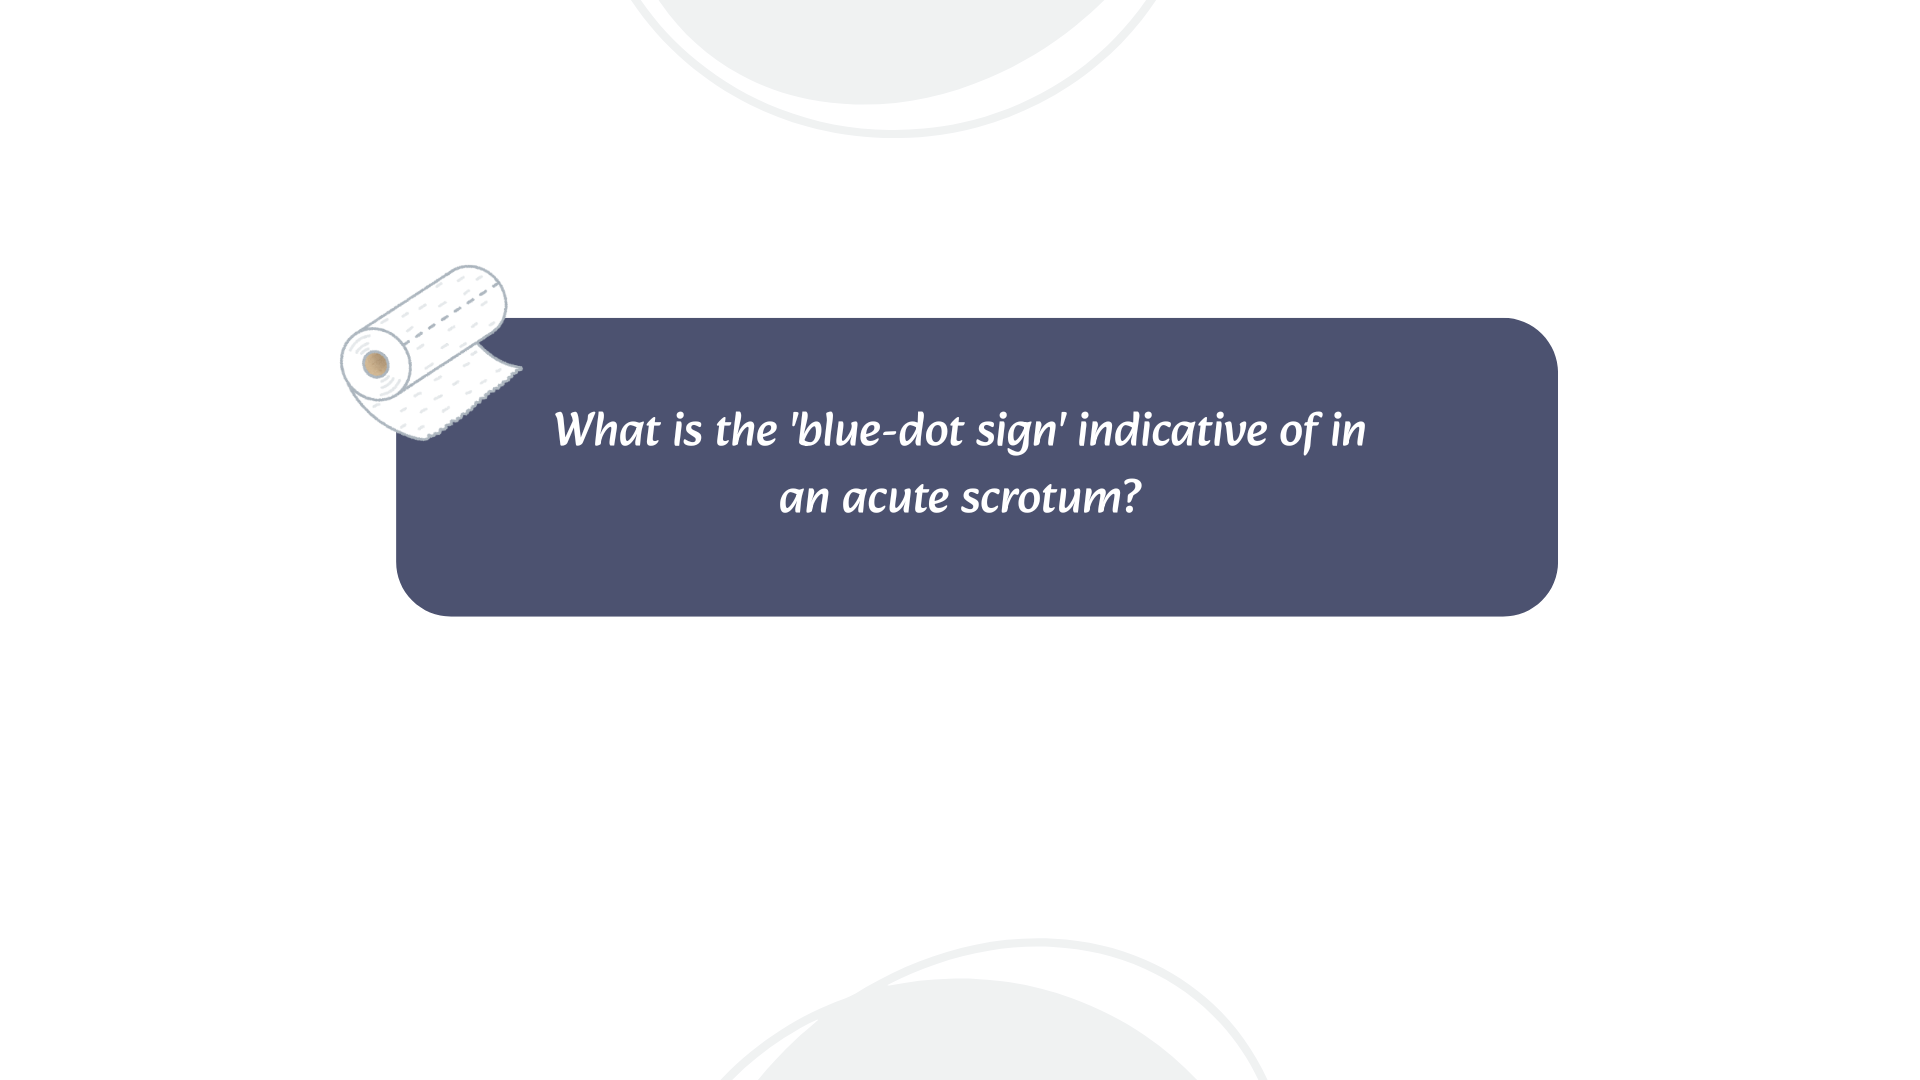 What is the 'blue-dot sign' indicative of in
an acute scrotum?